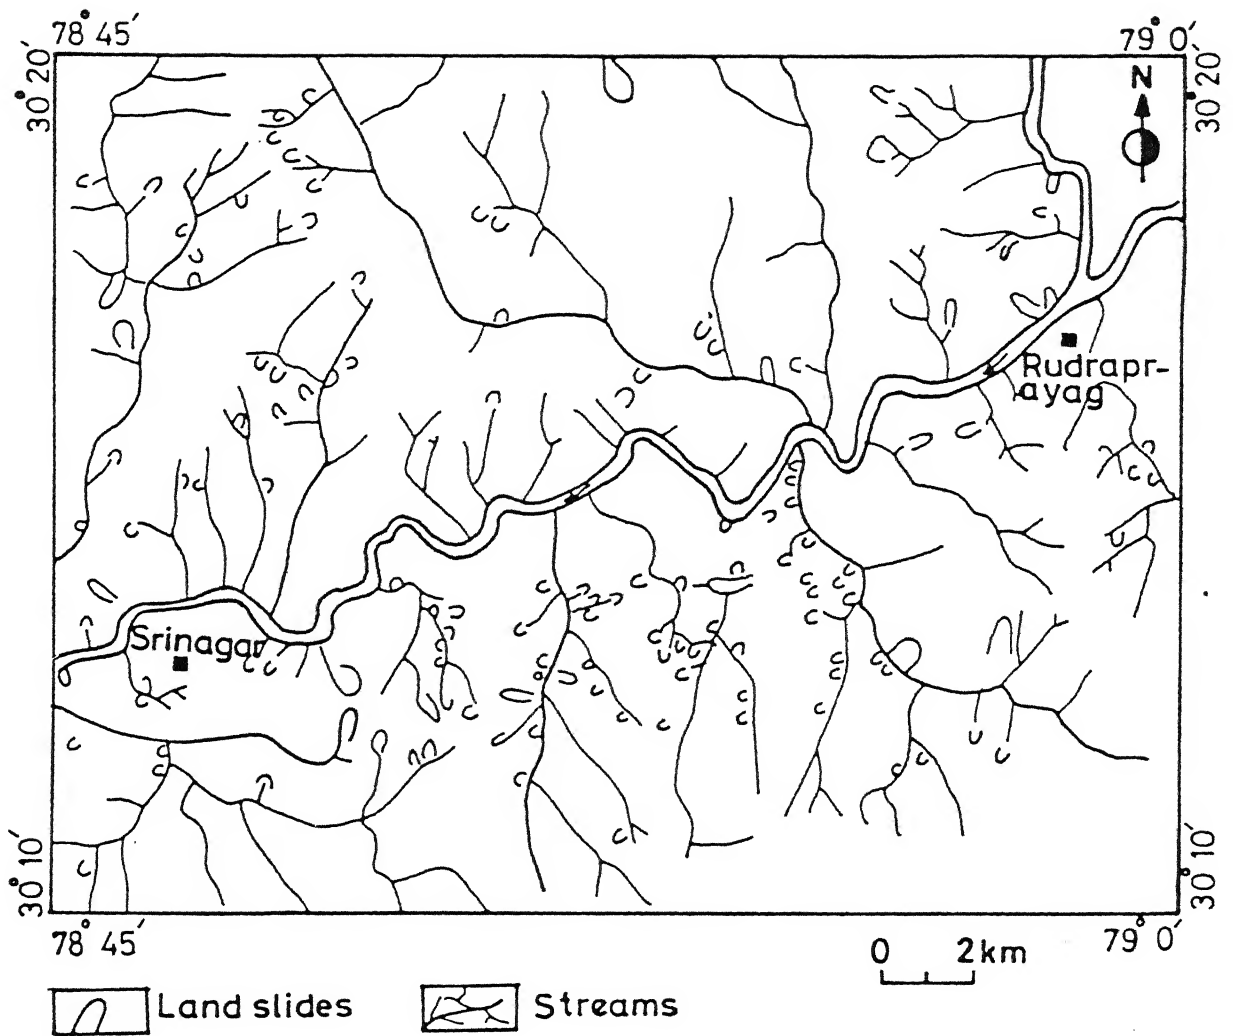 78° 45′
79° 0′
30° 20′
30° 20′
N
Rudrapr-
ayag
Srinagar
30° 10′
30° 10′
78° 45′
79° 0′
0 2km
Land slides
Streams